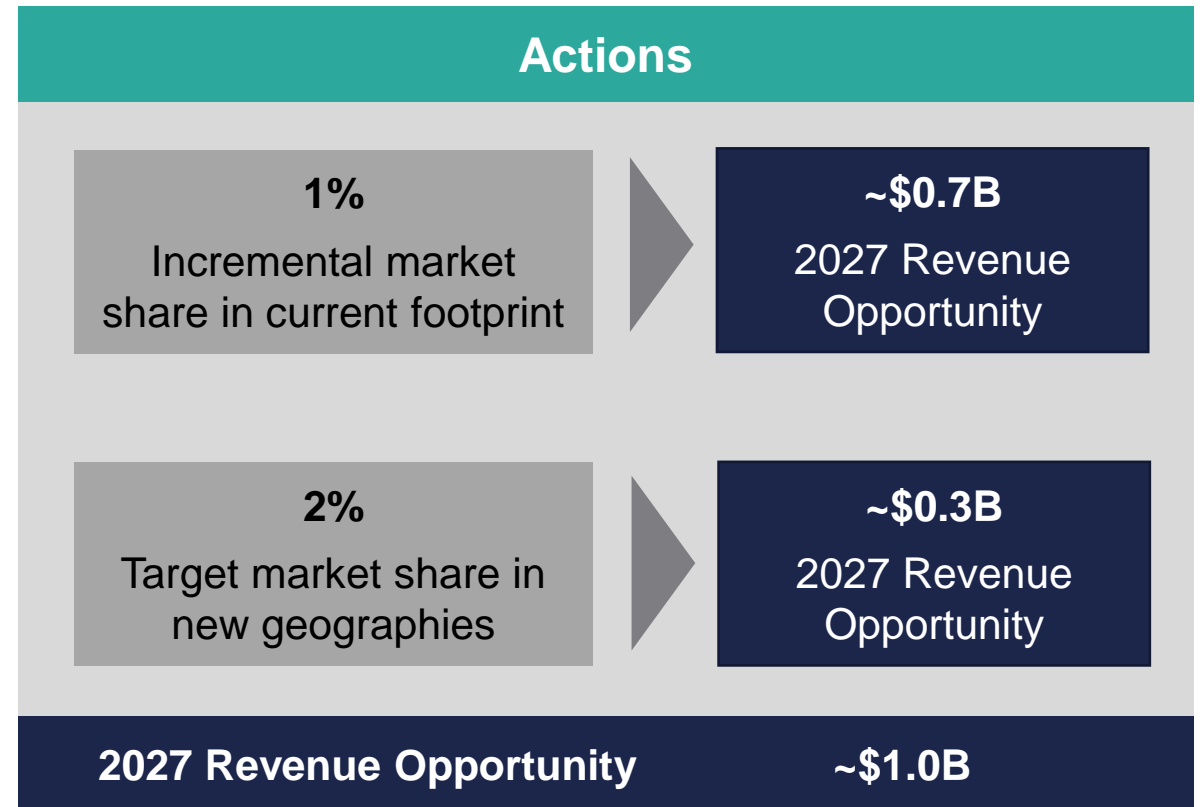 Actions
1%
Incremental market
share in current footprint
~$0.7B
2027 Revenue
Opportunity
2%
Target market share in
new geographies
~$0.3B
2027 Revenue
Opportunity
2027 Revenue Opportunity ~$1.0B